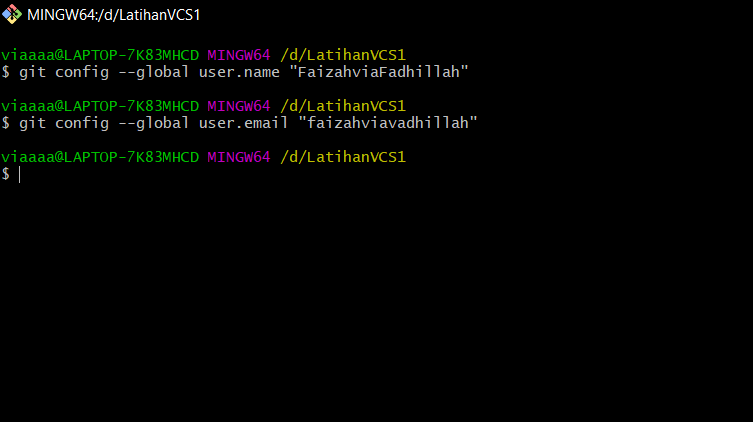 MINGW64:/d/LatihanVCS1
viaaaa@LAPTOP-7K83MHCD MINGW64 /d/LatihanVCS1
$ git config --global user.name "FaizahviaFadhillah"
viaaaa@LAPTOP-7K83MHCD MINGW64 /d/LatihanVCS1
$ git config --global user.email "faizahviavadhillah"
viaaaa@LAPTOP-7K83MHCD MINGW64 /d/LatihanVCS1
$